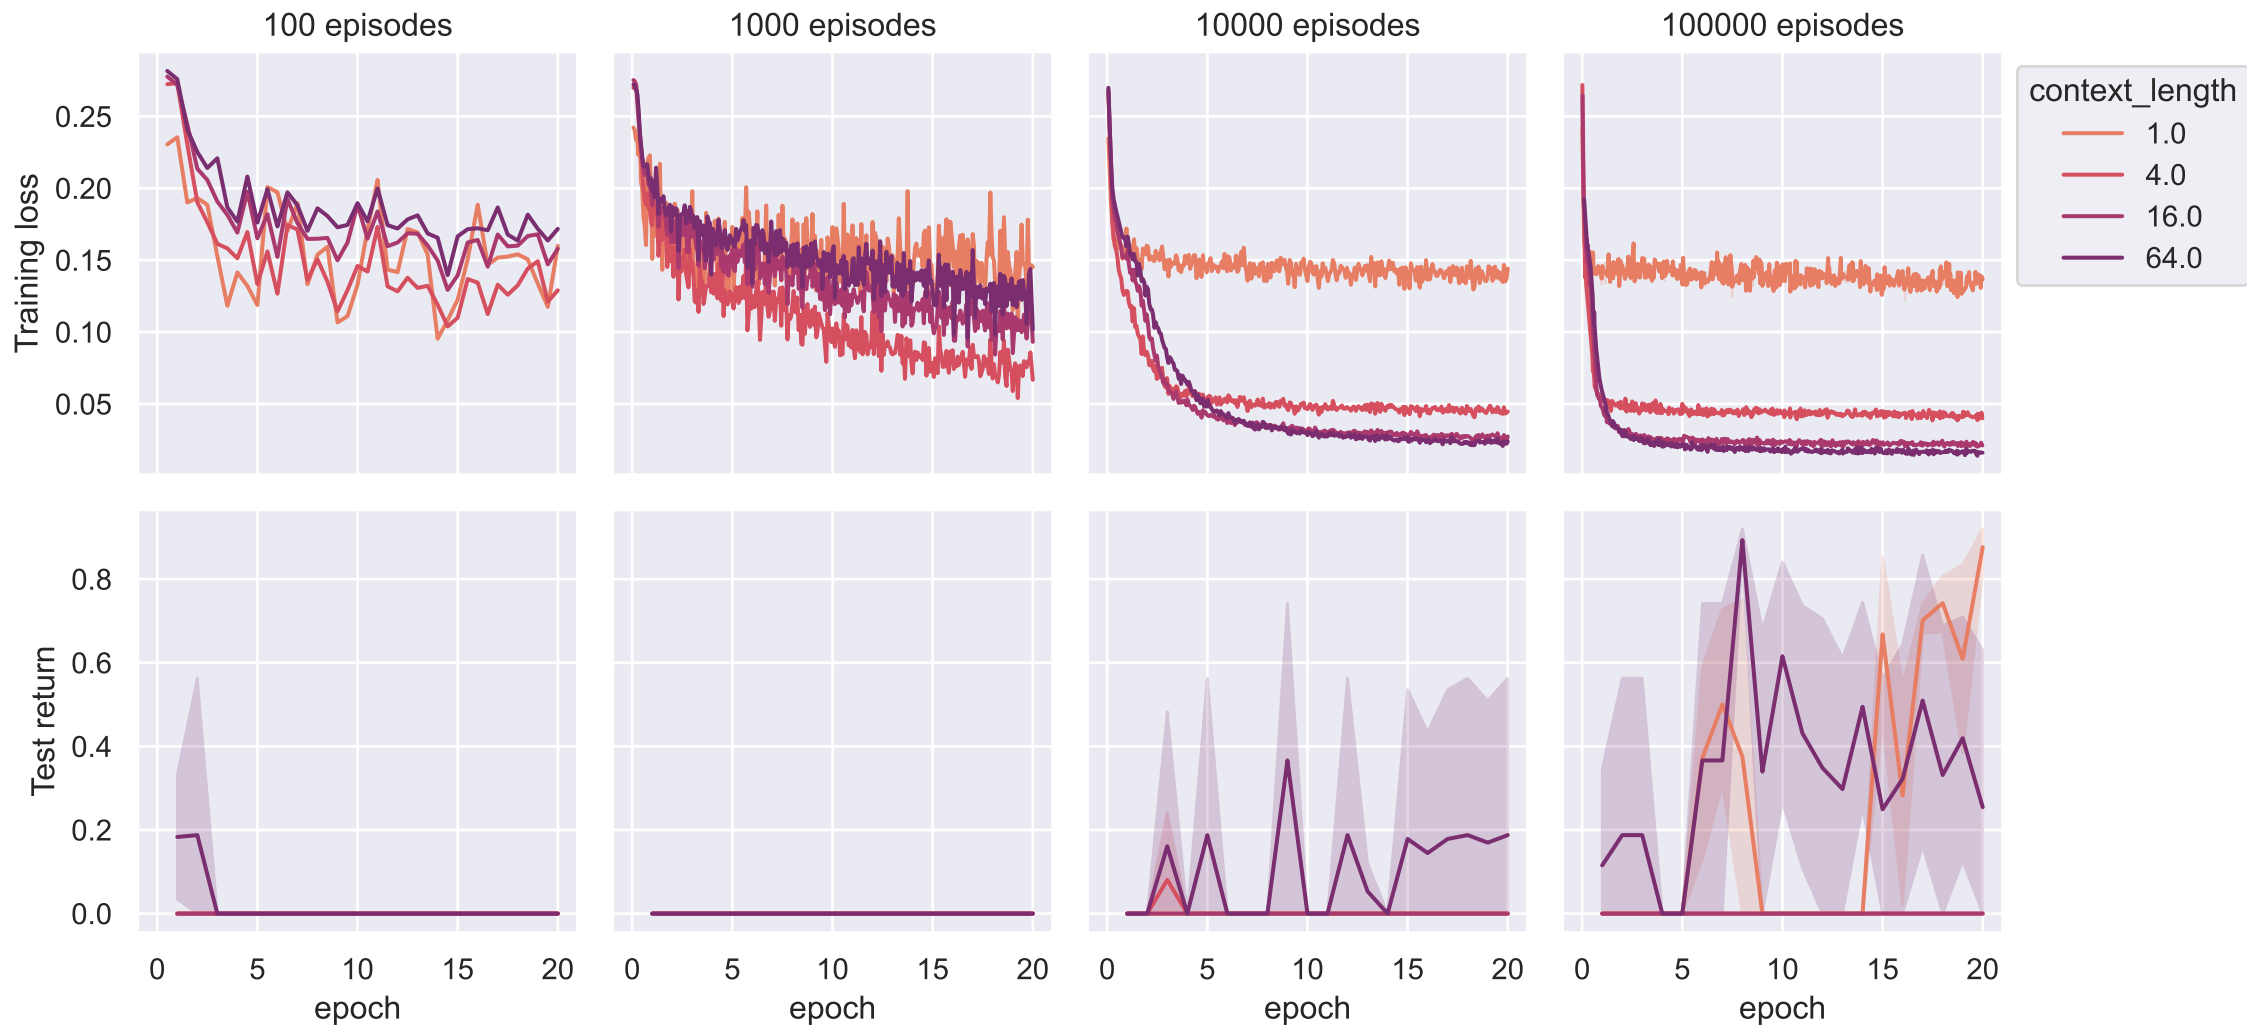 100 episodes
1000 episodes
10000 episodes
100000 episodes
Training loss
0.25
0.20
0.15
0.10
0.05
context_length
1.0
4.0
16.0
64.0
Test return
0.8
0.6
0.4
0.2
0.0
0 5 10 15 20
0 5 10 15 20
0 5 10 15 20
0 5 10 15 20
epoch
epoch
epoch
epoch